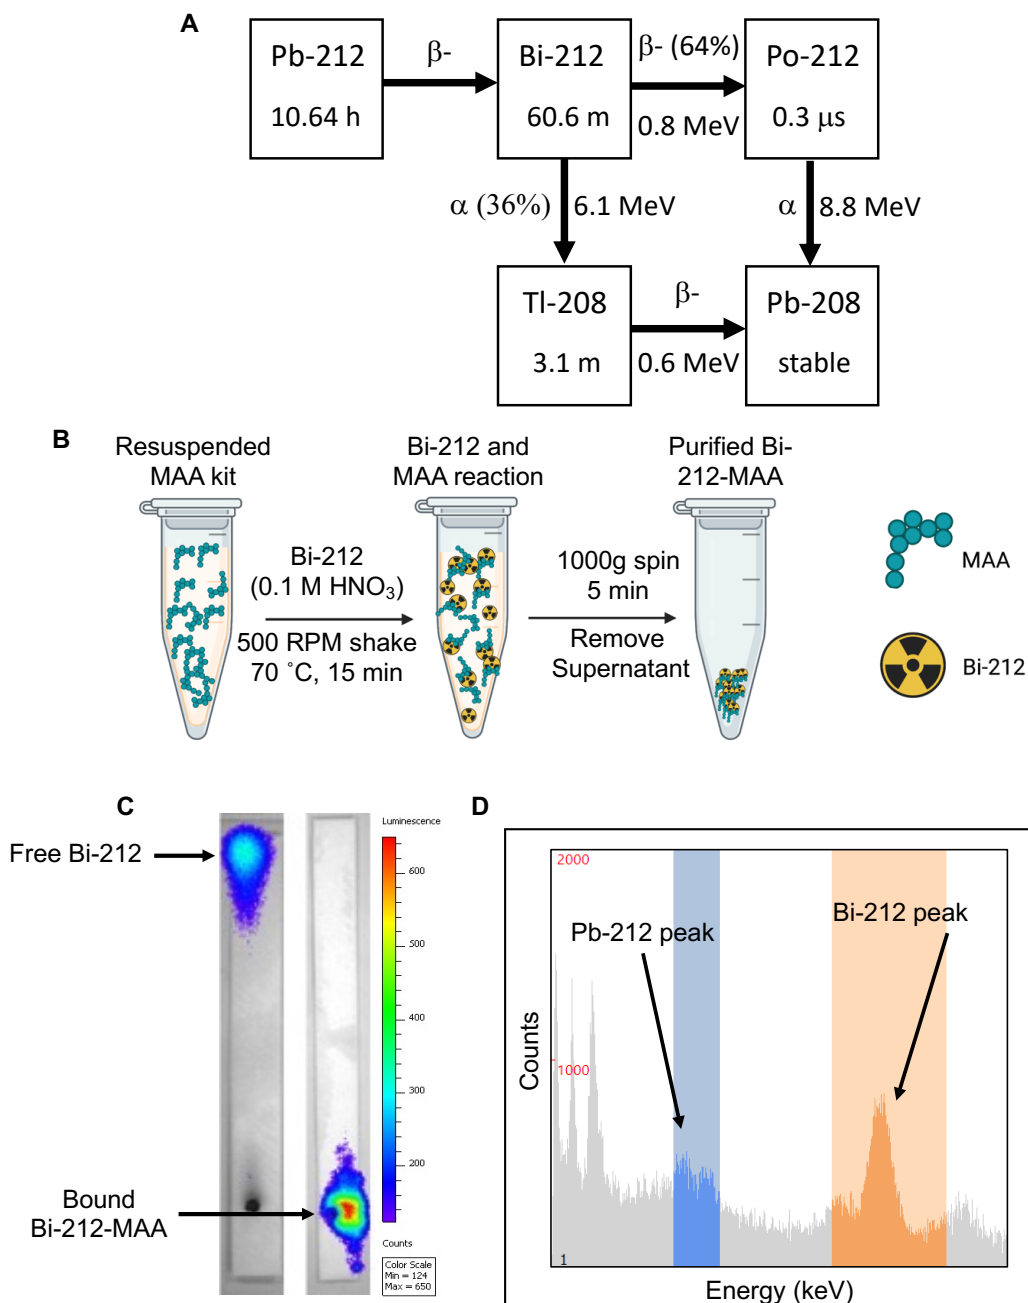 A
Pb-212
10.64 h
β-
Bi-212
60.6 m
β- (64%)
0.8 MeV
Po-212
0.3 μs
α (36%)
6.1 MeV
α
8.8 MeV
Tl-208
3.1 m
β-
0.6 MeV
Pb-208
stable
B
Resuspended
MAA kit
Bi-212
(0.1 M HNO₃)
500 RPM shake
70 ˚C, 15 min
Bi-212 and
MAA reaction
1000g spin
5 min
Remove
Supernatant
Purified Bi-
212-MAA
MAA
Bi-212
C
Free Bi-212
Bound
Bi-212-MAA
Luminescence
600
500
400
300
200
Counts
Color Scale
Min = 124
Max = 650
D
2000
1000
1
Pb-212 peak
Bi-212 peak
Counts
Energy (keV)